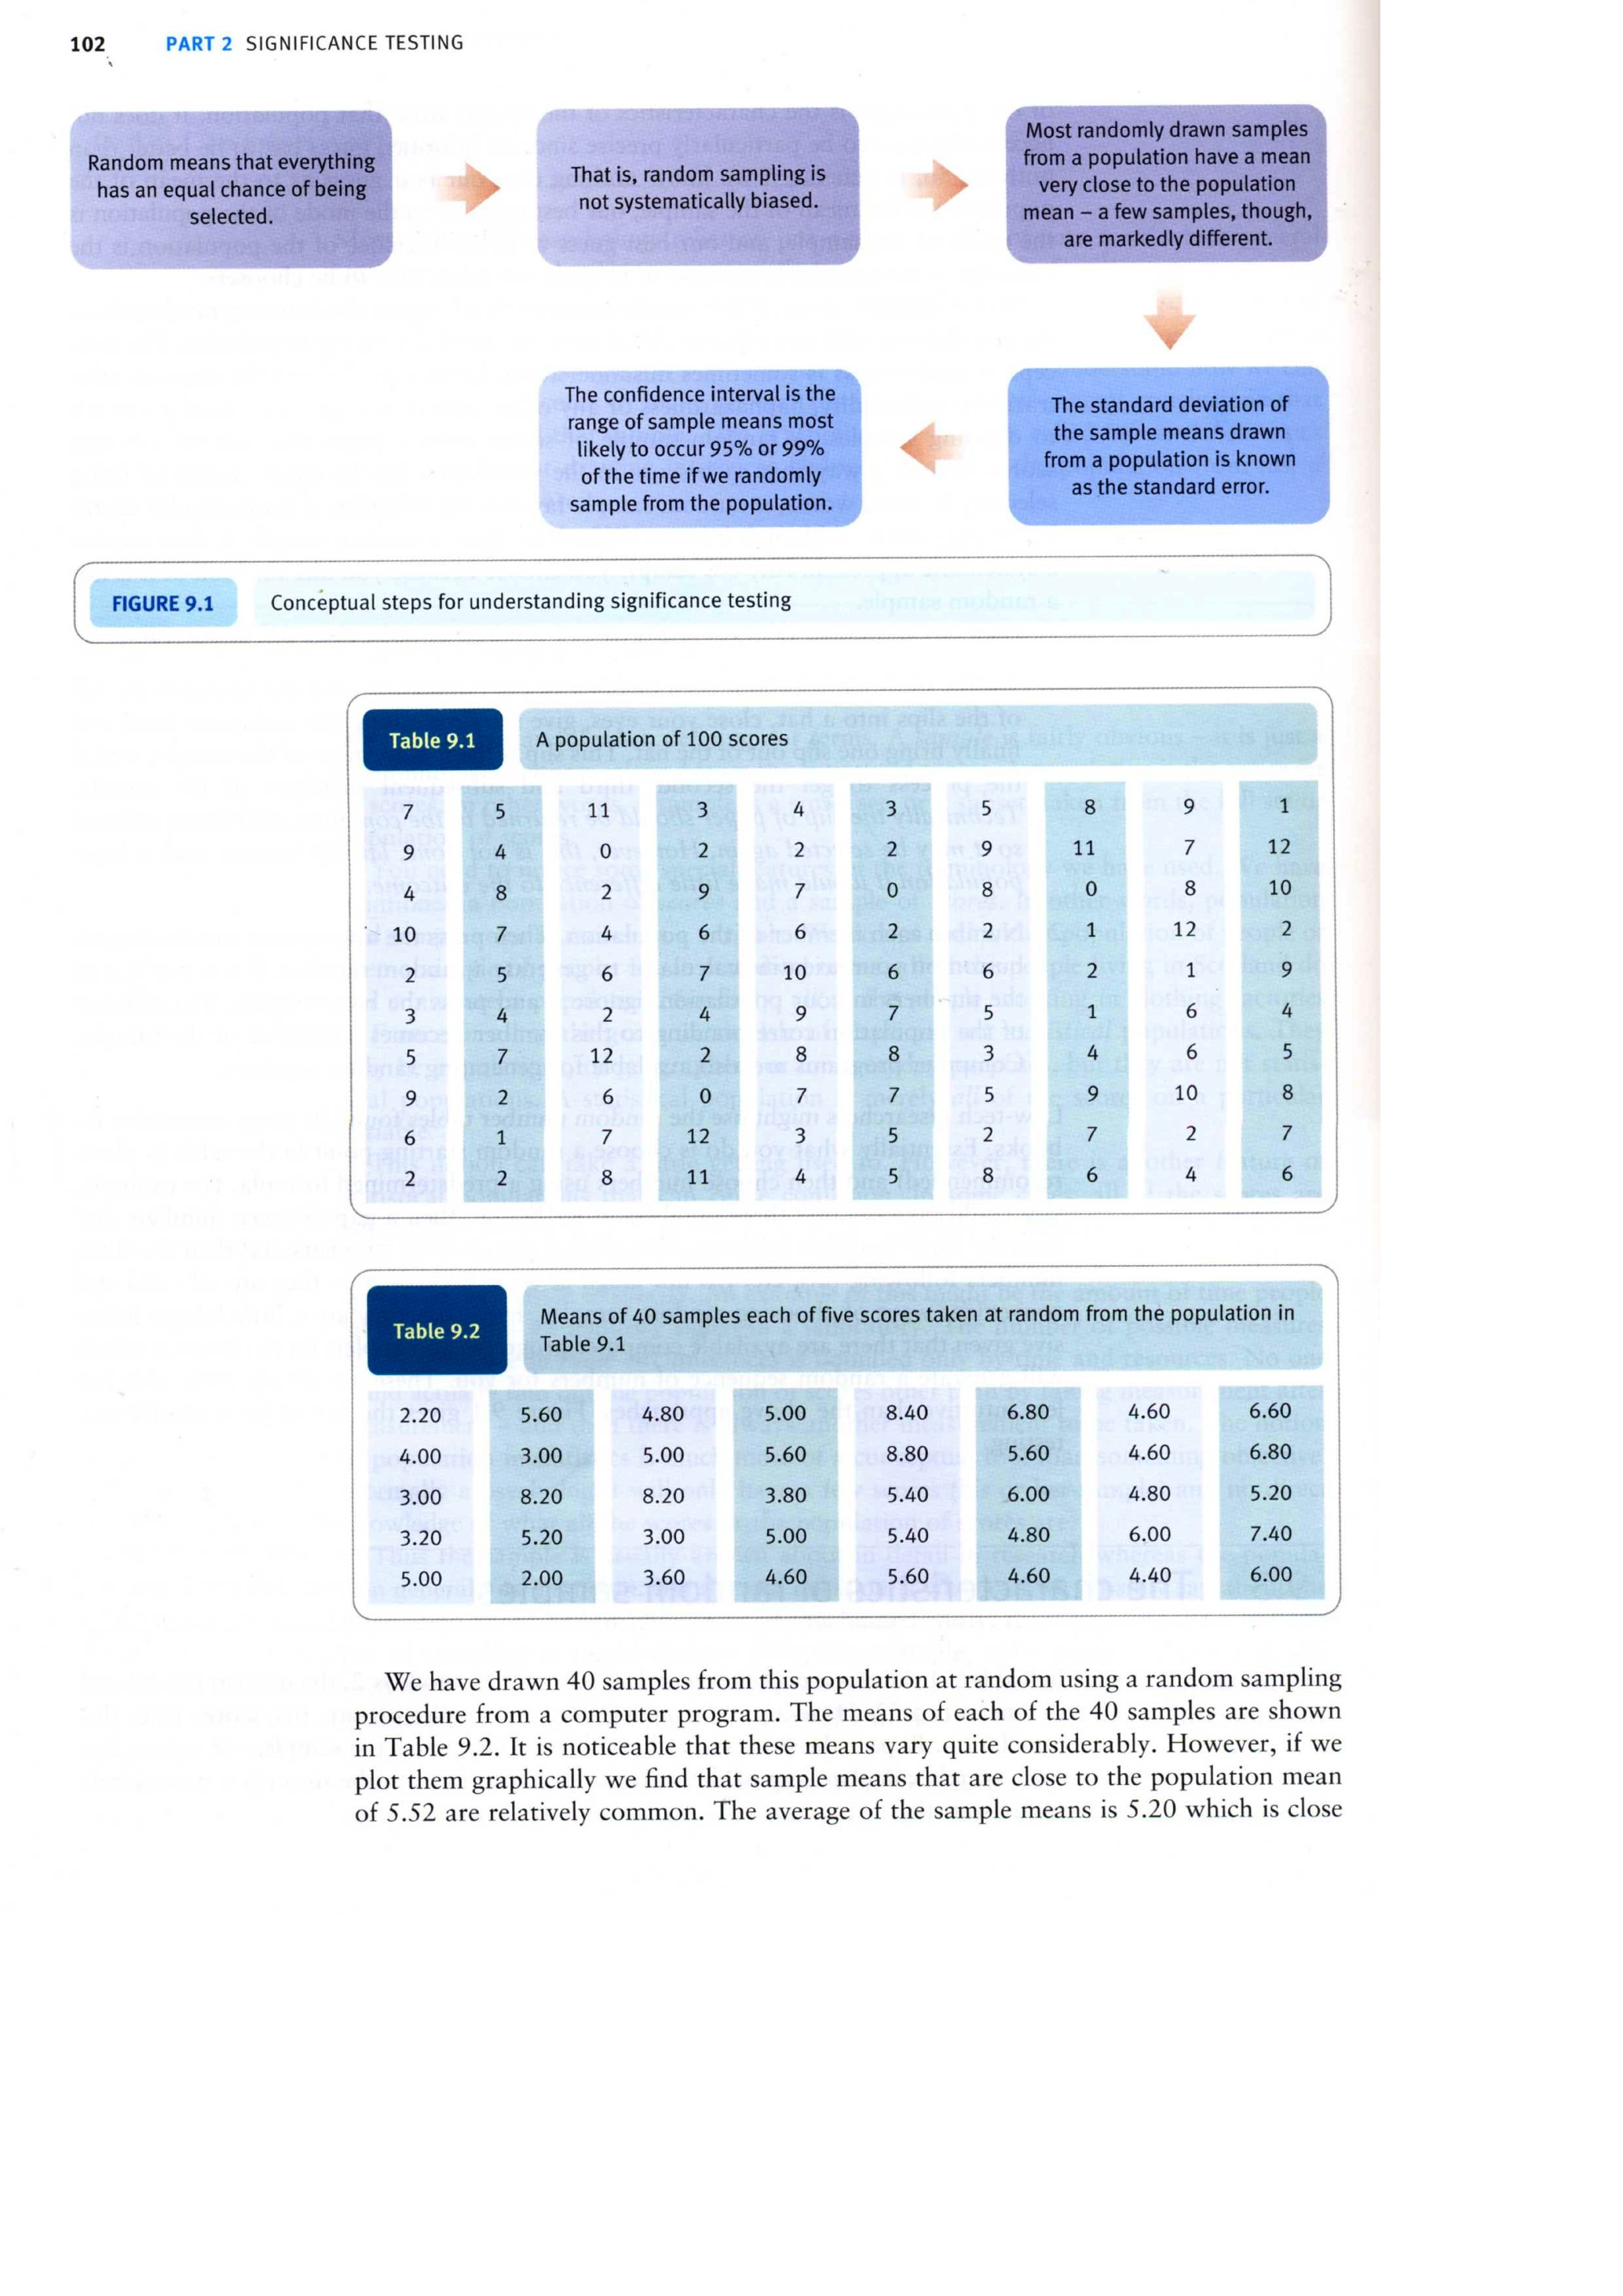 102 PART 2 SIGNIFICANCE TESTING
Random means that everything
has an equal chance of being
selected.
That is, random sampling is
not systematically biased.
Most randomly drawn samples
from a population have a mean
very close to the population
mean – a few samples, though,
are markedly different.
The confidence interval is the
range of sample means most
likely to occur 95% or 99%
of the time if we randomly
sample from the population.
The standard deviation of
the sample means drawn
from a population is known
as the standard error.
FIGURE 9.1 Conceptual steps for understanding significance testing
Table 9.1 A population of 100 scores
7 5 11 3 4 3 5 8 9 1
9 4 0 2 2 2 9 11 7 12
4 8 2 9 7 0 8 0 8 10
10 7 4 6 6 2 2 1 12 2
2 5 6 7 10 6 6 2 1 9
3 4 2 4 9 7 5 1 6 4
5 7 12 2 8 8 3 4 6 5
9 2 6 0 7 7 5 9 10 8
6 1 7 12 3 5 2 7 2 7
2 2 8 11 4 5 8 6 4 6
Table 9.2 Means of 40 samples each of five scores taken at random from the population in
Table 9.1
2.20 5.60 4.80 5.00 8.40 6.80 4.60 6.60
4.00 3.00 5.00 5.60 8.80 5.60 4.60 6.80
3.00 8.20 8.20 3.80 5.40 6.00 4.80 5.20
3.20 5.20 3.00 5.00 5.40 4.80 6.00 7.40
5.00 2.00 3.60 4.60 5.60 4.60 4.40 6.00
We have drawn 40 samples from this population at random using a random sampling
procedure from a computer program. The means of each of the 40 samples are shown
in Table 9.2. It is noticeable that these means vary quite considerably. However, if we
plot them graphically we find that sample means that are close to the population mean
of 5.52 are relatively common. The average of the sample means is 5.20 which is close